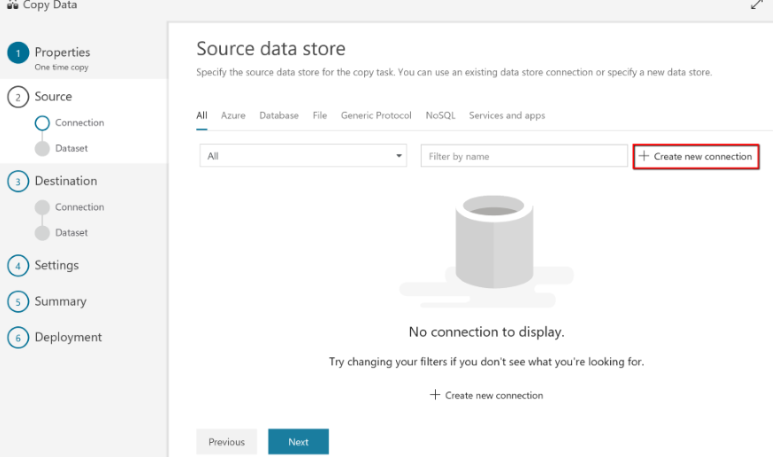 Copy Data
1 Properties
One time copy
2 Source
Connection
Dataset
3 Destination
Connection
Dataset
4 Settings
5 Summary
6 Deployment
Source data store
Specify the source data store for the copy task. You can use an existing data store connection or specify a new data store.
All Azure Database File Generic Protocol NoSQL Services and apps
All Filter by name + Create new connection
No connection to display.
Try changing your filters if you don't see what you're looking for.
+ Create new connection
Previous Next